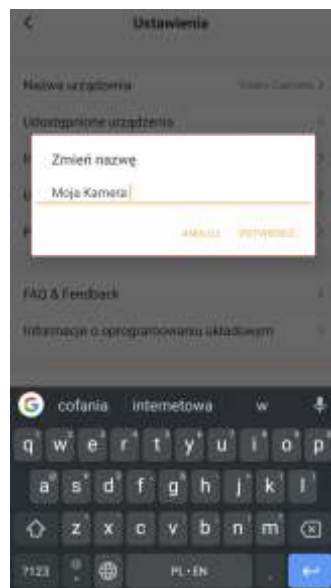 Ustawienia
Nazwa urządzenia
Udostępnione urządzenia
Zmień nazwę
Moja Kamera
ANULUJ POTWIERDŹ
FAQ & Feedback
Informacje o oprogramowaniu układowym
G cofania internetowa w
q w e r t y u i o p
a s d f g h j k l
z x c v b n m
?123 PL • EN .